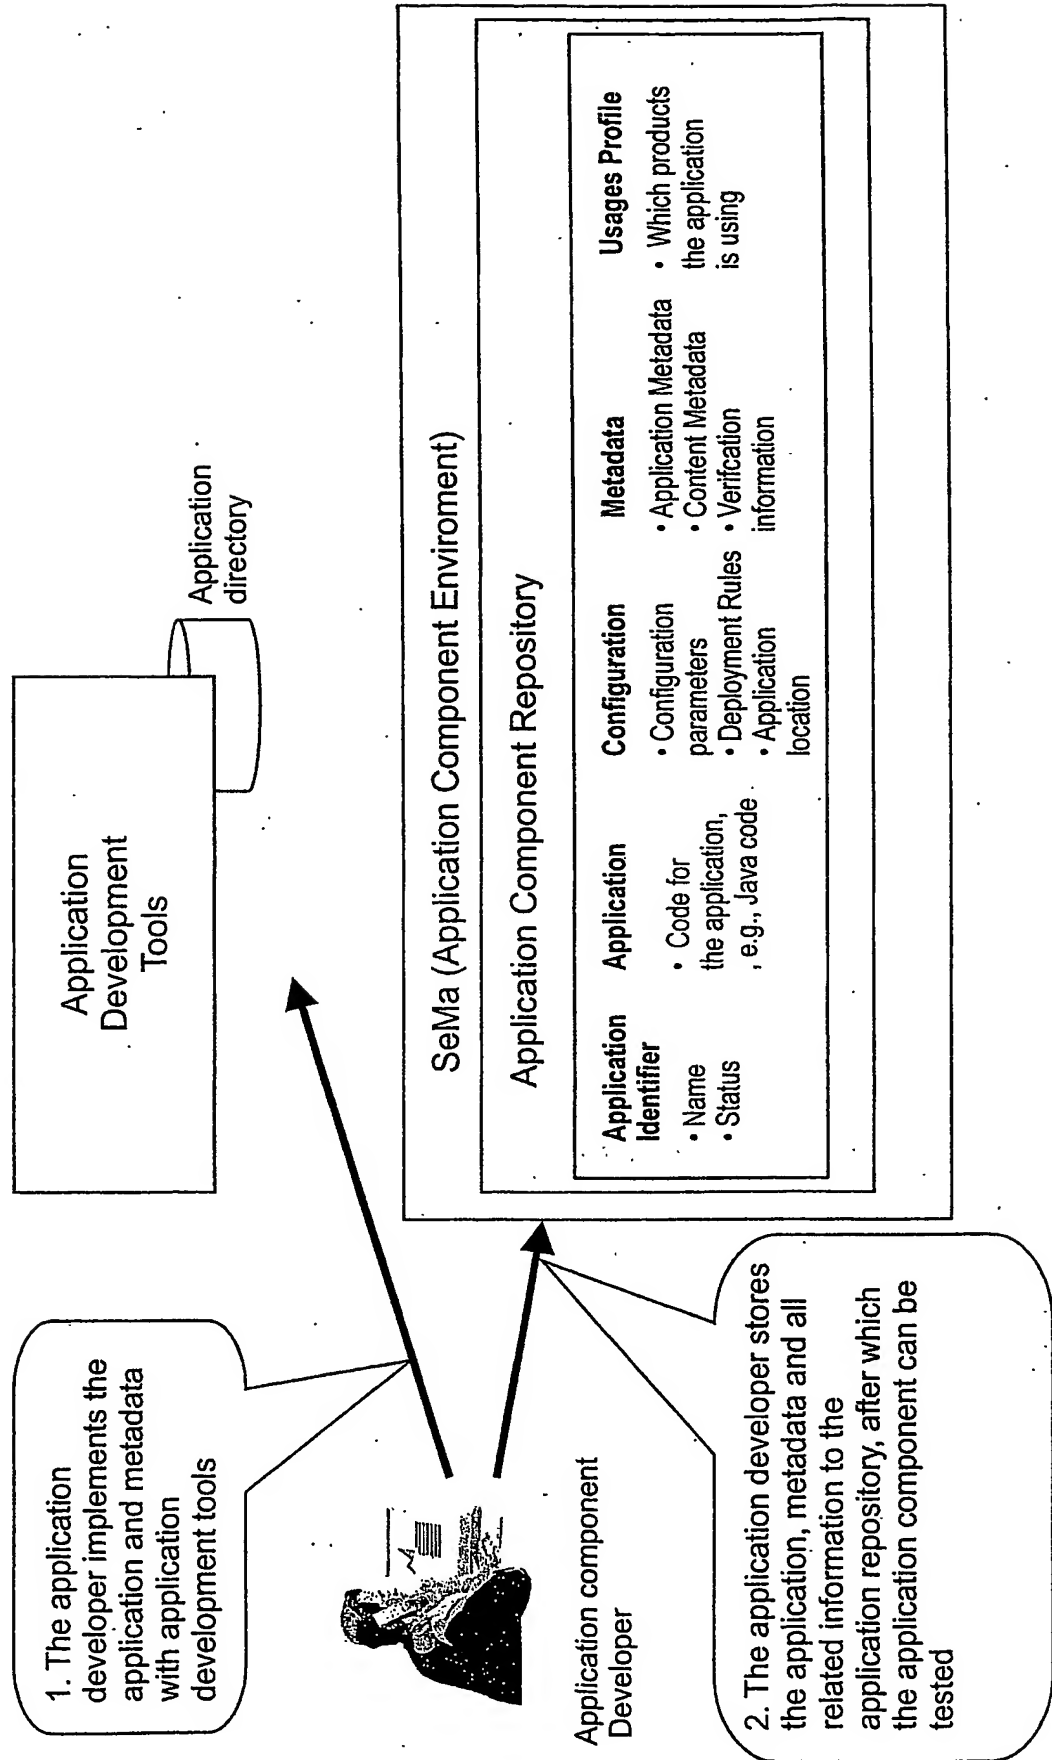 1. The application
developer implements the
application and metadata
with application
development tools
Application
Development
Tools
Application
directory
Application component
Developer
2. The application developer stores
the application, metadata and all
related information to the
application repository, after which
the application component can be
tested
SeMa (Application Component Enviroment)
Application Component Repository
Application
Identifier
• Name
• Status
Application
• Code for
the application,
, e.g., Java code
Configuration
• Configuration
parameters
• Deployment Rules
• Application
location
Metadata
• Application Metadata
• Content Metadata
• Verifcation
information
Usages Profile
• Which products
the application
is using